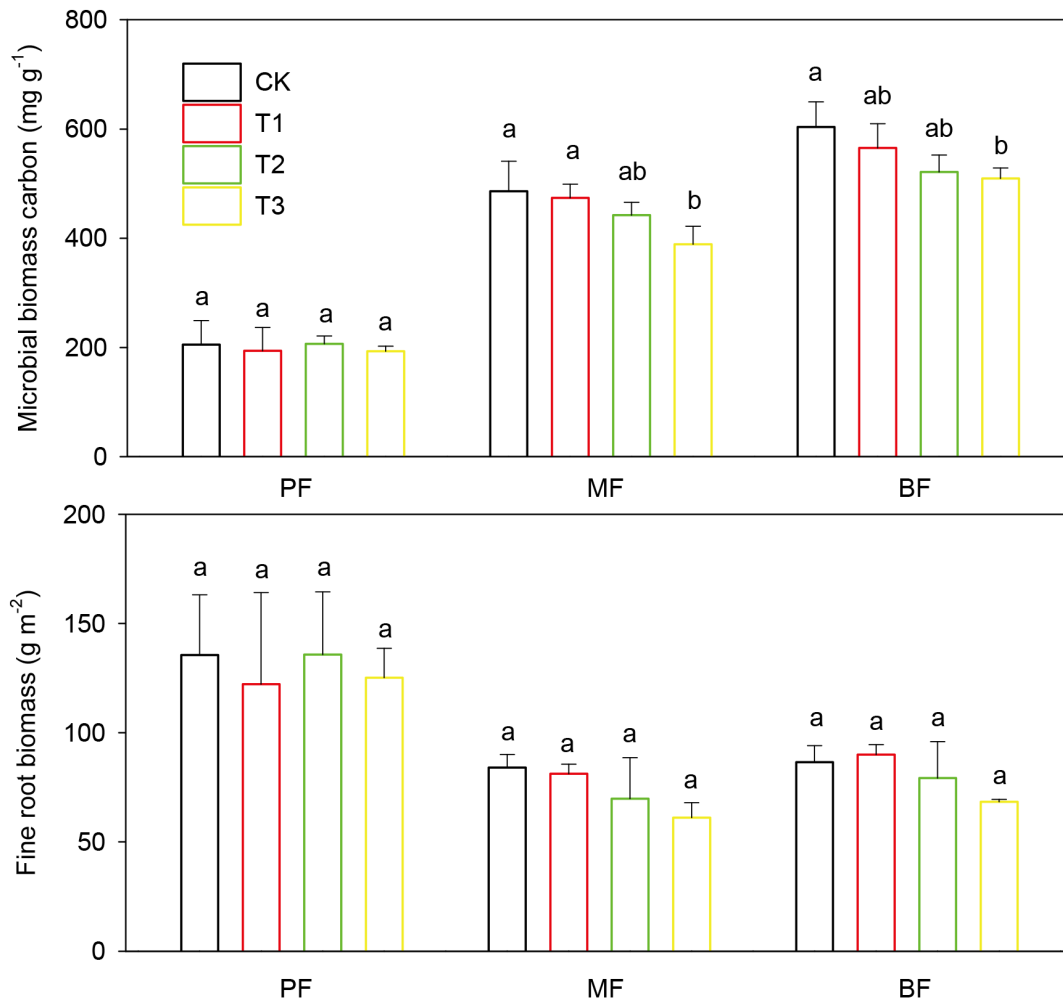 Microbial biomass carbon (mg g⁻¹)
800
600
400
200
0
CK
T1
T2
T3
a a a a
a a ab b
a ab ab b
PF MF BF
Fine root biomass (g m⁻²)
200
150
100
50
0
a a a a
a a a a
a a a a
PF MF BF